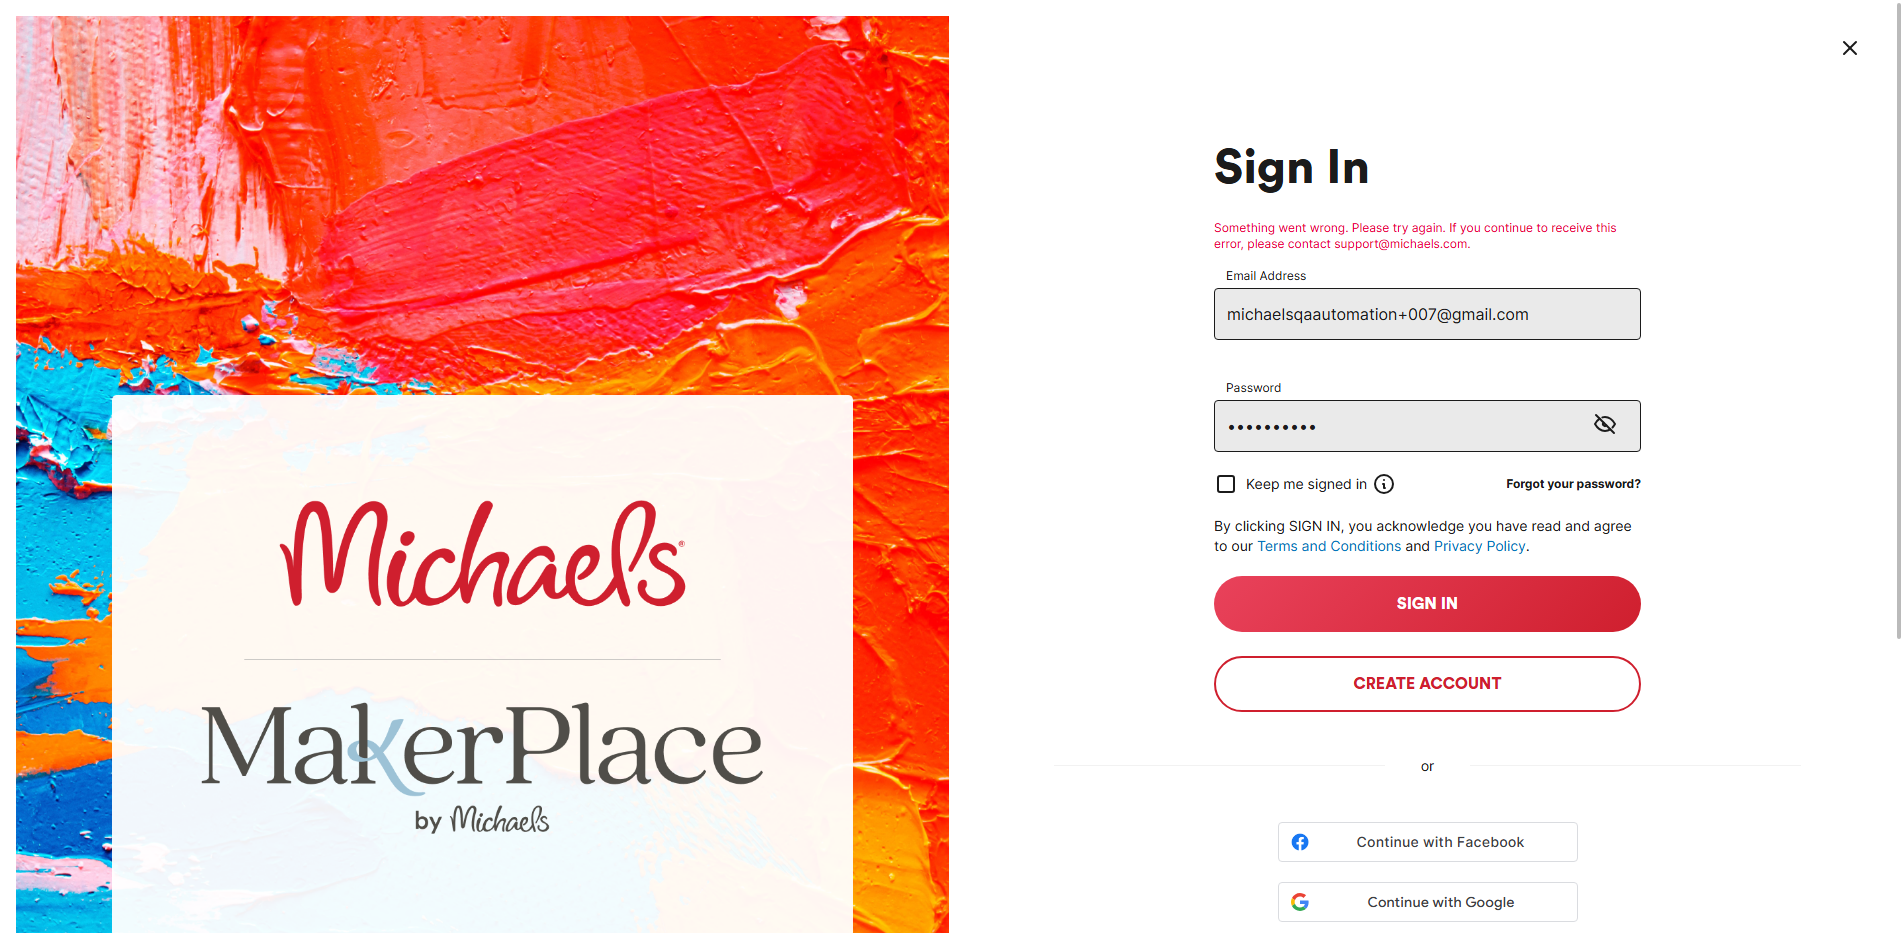 Michaels
MakerPlace
by Michaels
Sign In
Something went wrong. Please try again. If you continue to receive this
error, please contact support@michaels.com.
Email Address
michaelsqaautomation+007@gmail.com
Password
••••••••••
Keep me signed in
Forgot your password?
By clicking SIGN IN, you acknowledge you have read and agree
to our Terms and Conditions and Privacy Policy.
SIGN IN
CREATE ACCOUNT
or
Continue with Facebook
Continue with Google